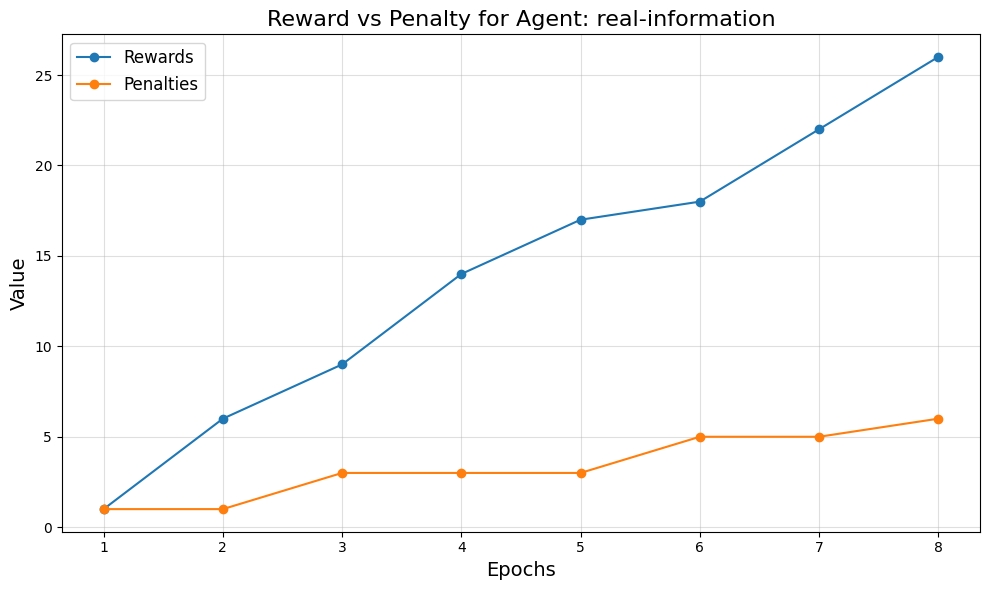 Reward vs Penalty for Agent: real-information
Rewards
Penalties
Value
25
20
15
10
5
0
1 2 3 4 5 6 7 8
Epochs